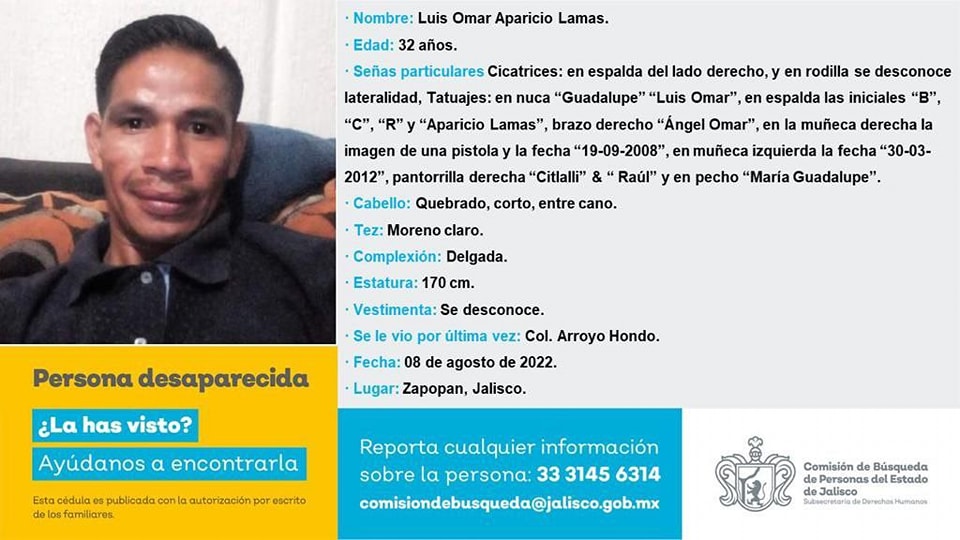 · Nombre: Luis Omar Aparicio Lamas.
· Edad: 32 años.
· Señas particulares Cicatrices: en espalda del lado derecho, y en rodilla se desconoce
lateralidad, Tatuajes: en nuca “Guadalupe” “Luis Omar”, en espalda las iniciales “B”,
“C”, “R” y “Aparicio Lamas”, brazo derecho “Ángel Omar”, en la muñeca derecha la
imagen de una pistola y la fecha “19-09-2008”, en muñeca izquierda la fecha “30-03-
2012”, pantorrilla derecha “Citlalli” & “ Raúl” y en pecho “María Guadalupe”.
· Cabello: Quebrado, corto, entre cano.
· Tez: Moreno claro.
· Complexión: Delgada.
· Estatura: 170 cm.
· Vestimenta: Se desconoce.
· Se le vio por última vez: Col. Arroyo Hondo.
· Fecha: 08 de agosto de 2022.
· Lugar: Zapopan, Jalisco.
Persona desaparecida
¿La has visto?
Ayúdanos a encontrarla
Esta cédula es publicada con la autorización por escrito
de los familiares.
Reporta cualquier información
sobre la persona: 33 3145 6314
comisiondebusqueda@jalisco.gob.mx
Comisión de Búsqueda
de Personas del Estado
de Jalisco
Subsecretaría de Derechos Humanos